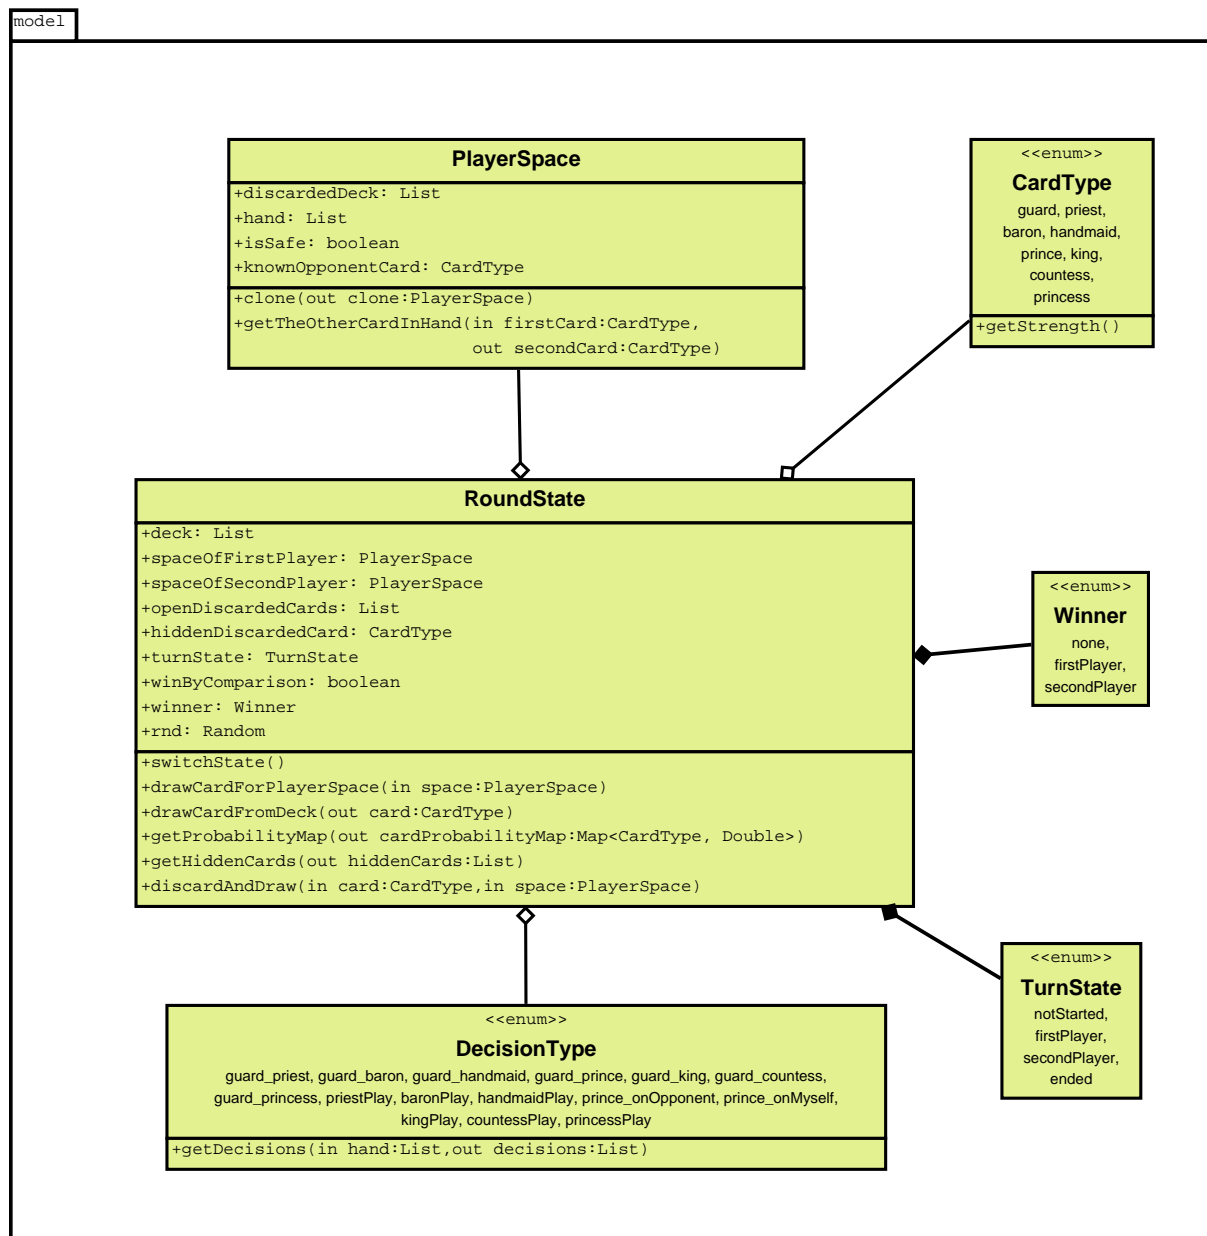 model
PlayerSpace
+discardedDeck: List
+hand: List
+isSafe: boolean
+knownOpponentCard: CardType
+clone(out clone:PlayerSpace)
+getTheOtherCardInHand(in firstCard:CardType,
out secondCard:CardType)
<<enum>>
CardType
guard, priest,
baron, handmaid,
prince, king,
countess,
princess
+getStrength()
RoundState
+deck: List
+spaceOfFirstPlayer: PlayerSpace
+spaceOfSecondPlayer: PlayerSpace
+openDiscardedCards: List
+hiddenDiscardedCard: CardType
+turnState: TurnState
+winByComparison: boolean
+winner: Winner
+rnd: Random
+switchState()
+drawCardForPlayerSpace(in space:PlayerSpace)
+drawCardFromDeck(out card:CardType)
+getProbabilityMap(out cardProbabilityMap:Map<CardType, Double>)
+getHiddenCards(out hiddenCards:List)
+discardAndDraw(in card:CardType,in space:PlayerSpace)
<<enum>>
Winner
none,
firstPlayer,
secondPlayer
<<enum>>
TurnState
notStarted,
firstPlayer,
secondPlayer,
ended
<<enum>>
DecisionType
guard_priest, guard_baron, guard_handmaid, guard_prince, guard_king, guard_countess,
guard_princess, priestPlay, baronPlay, handmaidPlay, prince_onOpponent, prince_onMyself,
kingPlay, countessPlay, princessPlay
+getDecisions(in hand:List,out decisions:List)